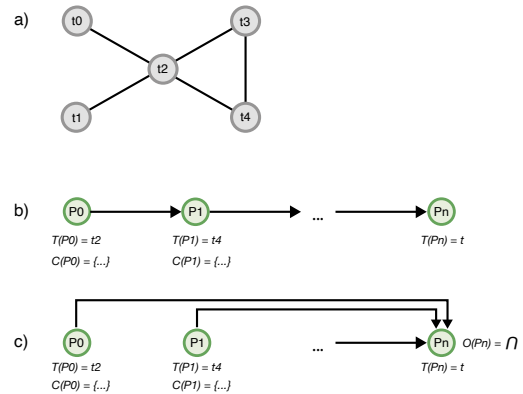 a)
t0
t3
t2
t1
t4
b)
P0
P1
...
Pn
T(P0) = t2
T(P1) = t4
T(Pn) = t
C(P0) = {...}
C(P1) = {...}
c)
P0
P1
...
Pn
O(Pn) = ∩
T(P0) = t2
T(P1) = t4
T(Pn) = t
C(P0) = {...}
C(P1) = {...}